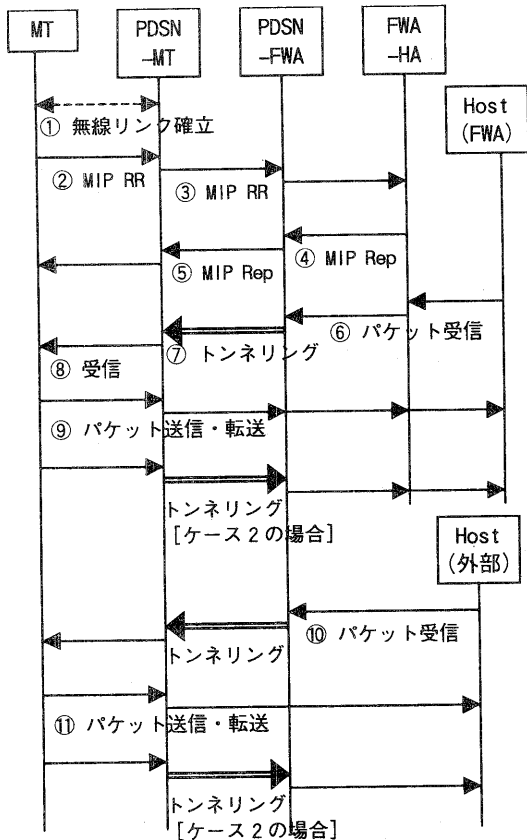 MT
PDSN
-MT
PDSN
-FWA
FWA
-HA
Host
(FWA)
① 無線リンク確立
② MIP RR
③ MIP RR
④ MIP Rep
⑤ MIP Rep
⑥ パケット受信
⑦ トンネリング
⑧ 受信
⑨ パケット送信・転送
トンネリング
[ケース2の場合]
Host
(外部)
⑩ パケット受信
トンネリング
⑪ パケット送信・転送
トンネリング
[ケース2の場合]